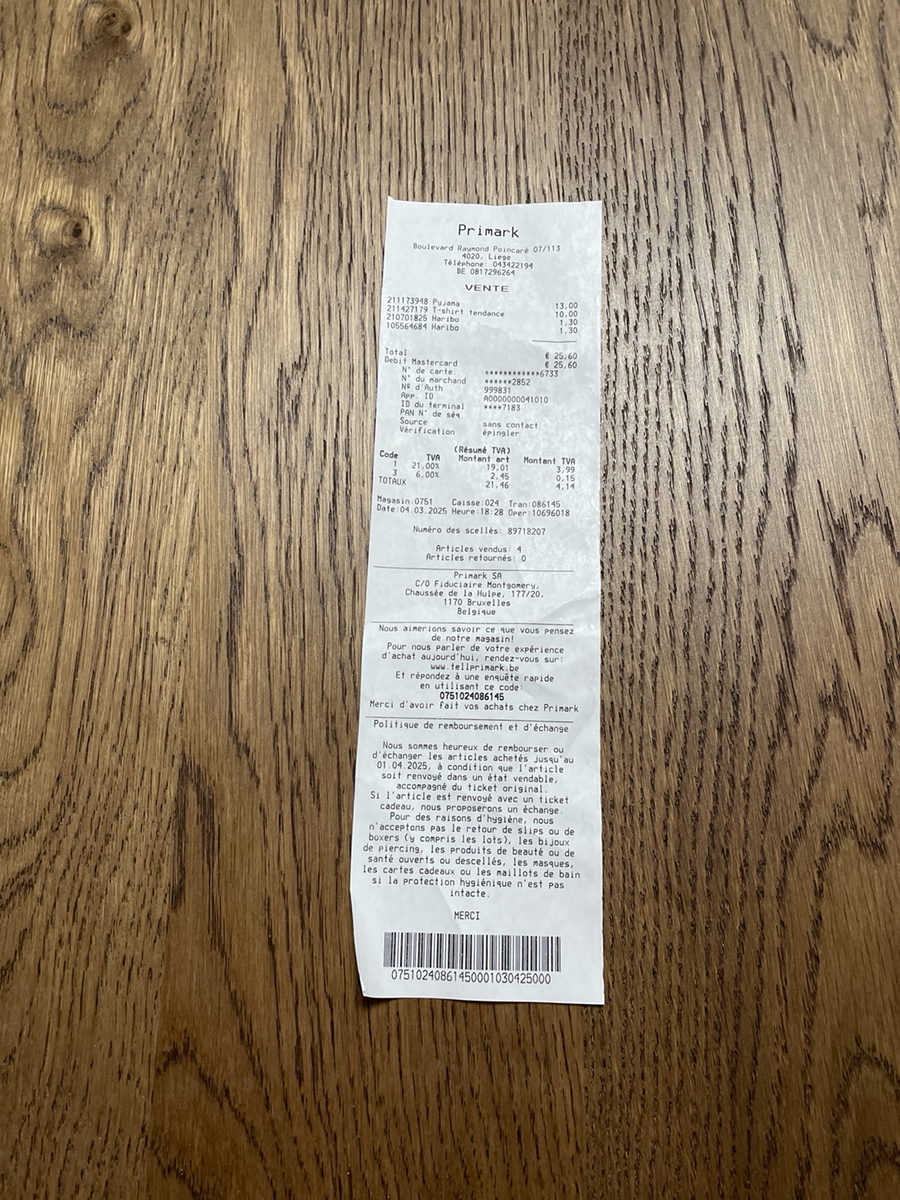 Primark
Boulevard Raymond Poincaré 07/113
4020, Liese
Téléphone: 043422194
BE 0817296264
VENTE
211173948 Pyjama 13,00
211427179 T-shirt tendance 10,00
210701825 Haribo 1,30
105564684 Haribo 1,30
Total € 25,60
Debit Mastercard € 25,60
N° de carte. ************6733
N° du marchand ******2852
Nº d'Auth 999831
App. ID A0000000041010
ID du terminal ****7183
PAN N° de séq
Source sans contact
Vérification épingler
(Résumé TVA)
Code TVA Montant art Montant TVA
1 21,00% 19,01 3,99
3 6,00% 2,45 0,15
TOTAUX 21,46 4,14
Magasin:0751 Caisse:024 Tran:086145
Date:04.03.2025 Heure:18:28 Oper:10696018
Numéro des scellés: 89718207
Articles vendus: 4
Articles retournés: 0
Primark SA
C/O Fiduciaire Montgomery,
Chaussée de la Hulpe, 177/20,
1170 Bruxelles
Belgique
Nous aimerions savoir ce que vous pensez
de notre magasin!
Pour nous parler de votre expérience
d'achat aujourd'hui, rendez-vous sur:
www.tellprimark.be
Et répondez à une enquête rapide
en utilisant ce code:
0751024086145
Merci d'avoir fait vos achats chez Primark
Politique de remboursement et d'échange
Nous sommes heureux de rembourser ou
d'échanger les articles achetés jusqu'au
01.04.2025, à condition que l'article
soit renvoyé dans un état vendable,
accompagné du ticket original.
Si l'article est renvoyé avec un ticket
cadeau, nous proposerons un échange.
Pour des raisons d'hygiène, nous
n'acceptons pas le retour de slips ou de
boxers (y compris les lots), les bijoux
de piercing, les produits de beauté ou de
santé ouverts ou descellés, les masques,
les cartes cadeaux ou les maillots de bain
si la protection hygiénique n'est pas
intacte.
MERCI
07510240861450001030425000